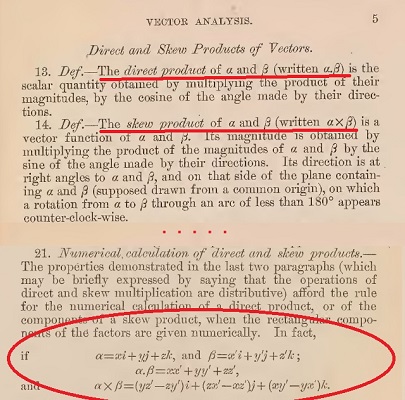 VECTOR ANALYSIS. 5
Direct and Skew Products of Vectors.
13. Def.—The direct product of α and β (written α.β) is the
scalar quantity obtained by multiplying the product of their
magnitudes, by the cosine of the angle made by their direc-
tions.
14. Def.—The skew product of α and β (written α×β) is a
vector function of α and β. Its magnitude is obtained by
multiplying the product of the magnitudes of α and β by the
sine of the angle made by their directions. Its direction is at
right angles to α and β, and on that side of the plane contain-
ing α and β (supposed drawn from a common origin), on which
a rotation from α to β through an arc of less than 180° appears
counter-clock-wise.
21. Numerical calculation of direct and skew products.—
The properties demonstrated in the last two paragraphs (which
may be briefly expressed by saying that the operations of
direct and skew multiplication are distributive) afford the rule
for the numerical calculation of a direct product, or of the
components of a skew product, when the rectangular compo-
nents of the factors are given numerically. In fact,
if α=xi+yj+zk, and β=x'i+y'j+z'k;
α.β=xx'+yy'+zz',
and α×β=(yz'−zy')i+(zx'−xz')j+(xy'−yx')k.